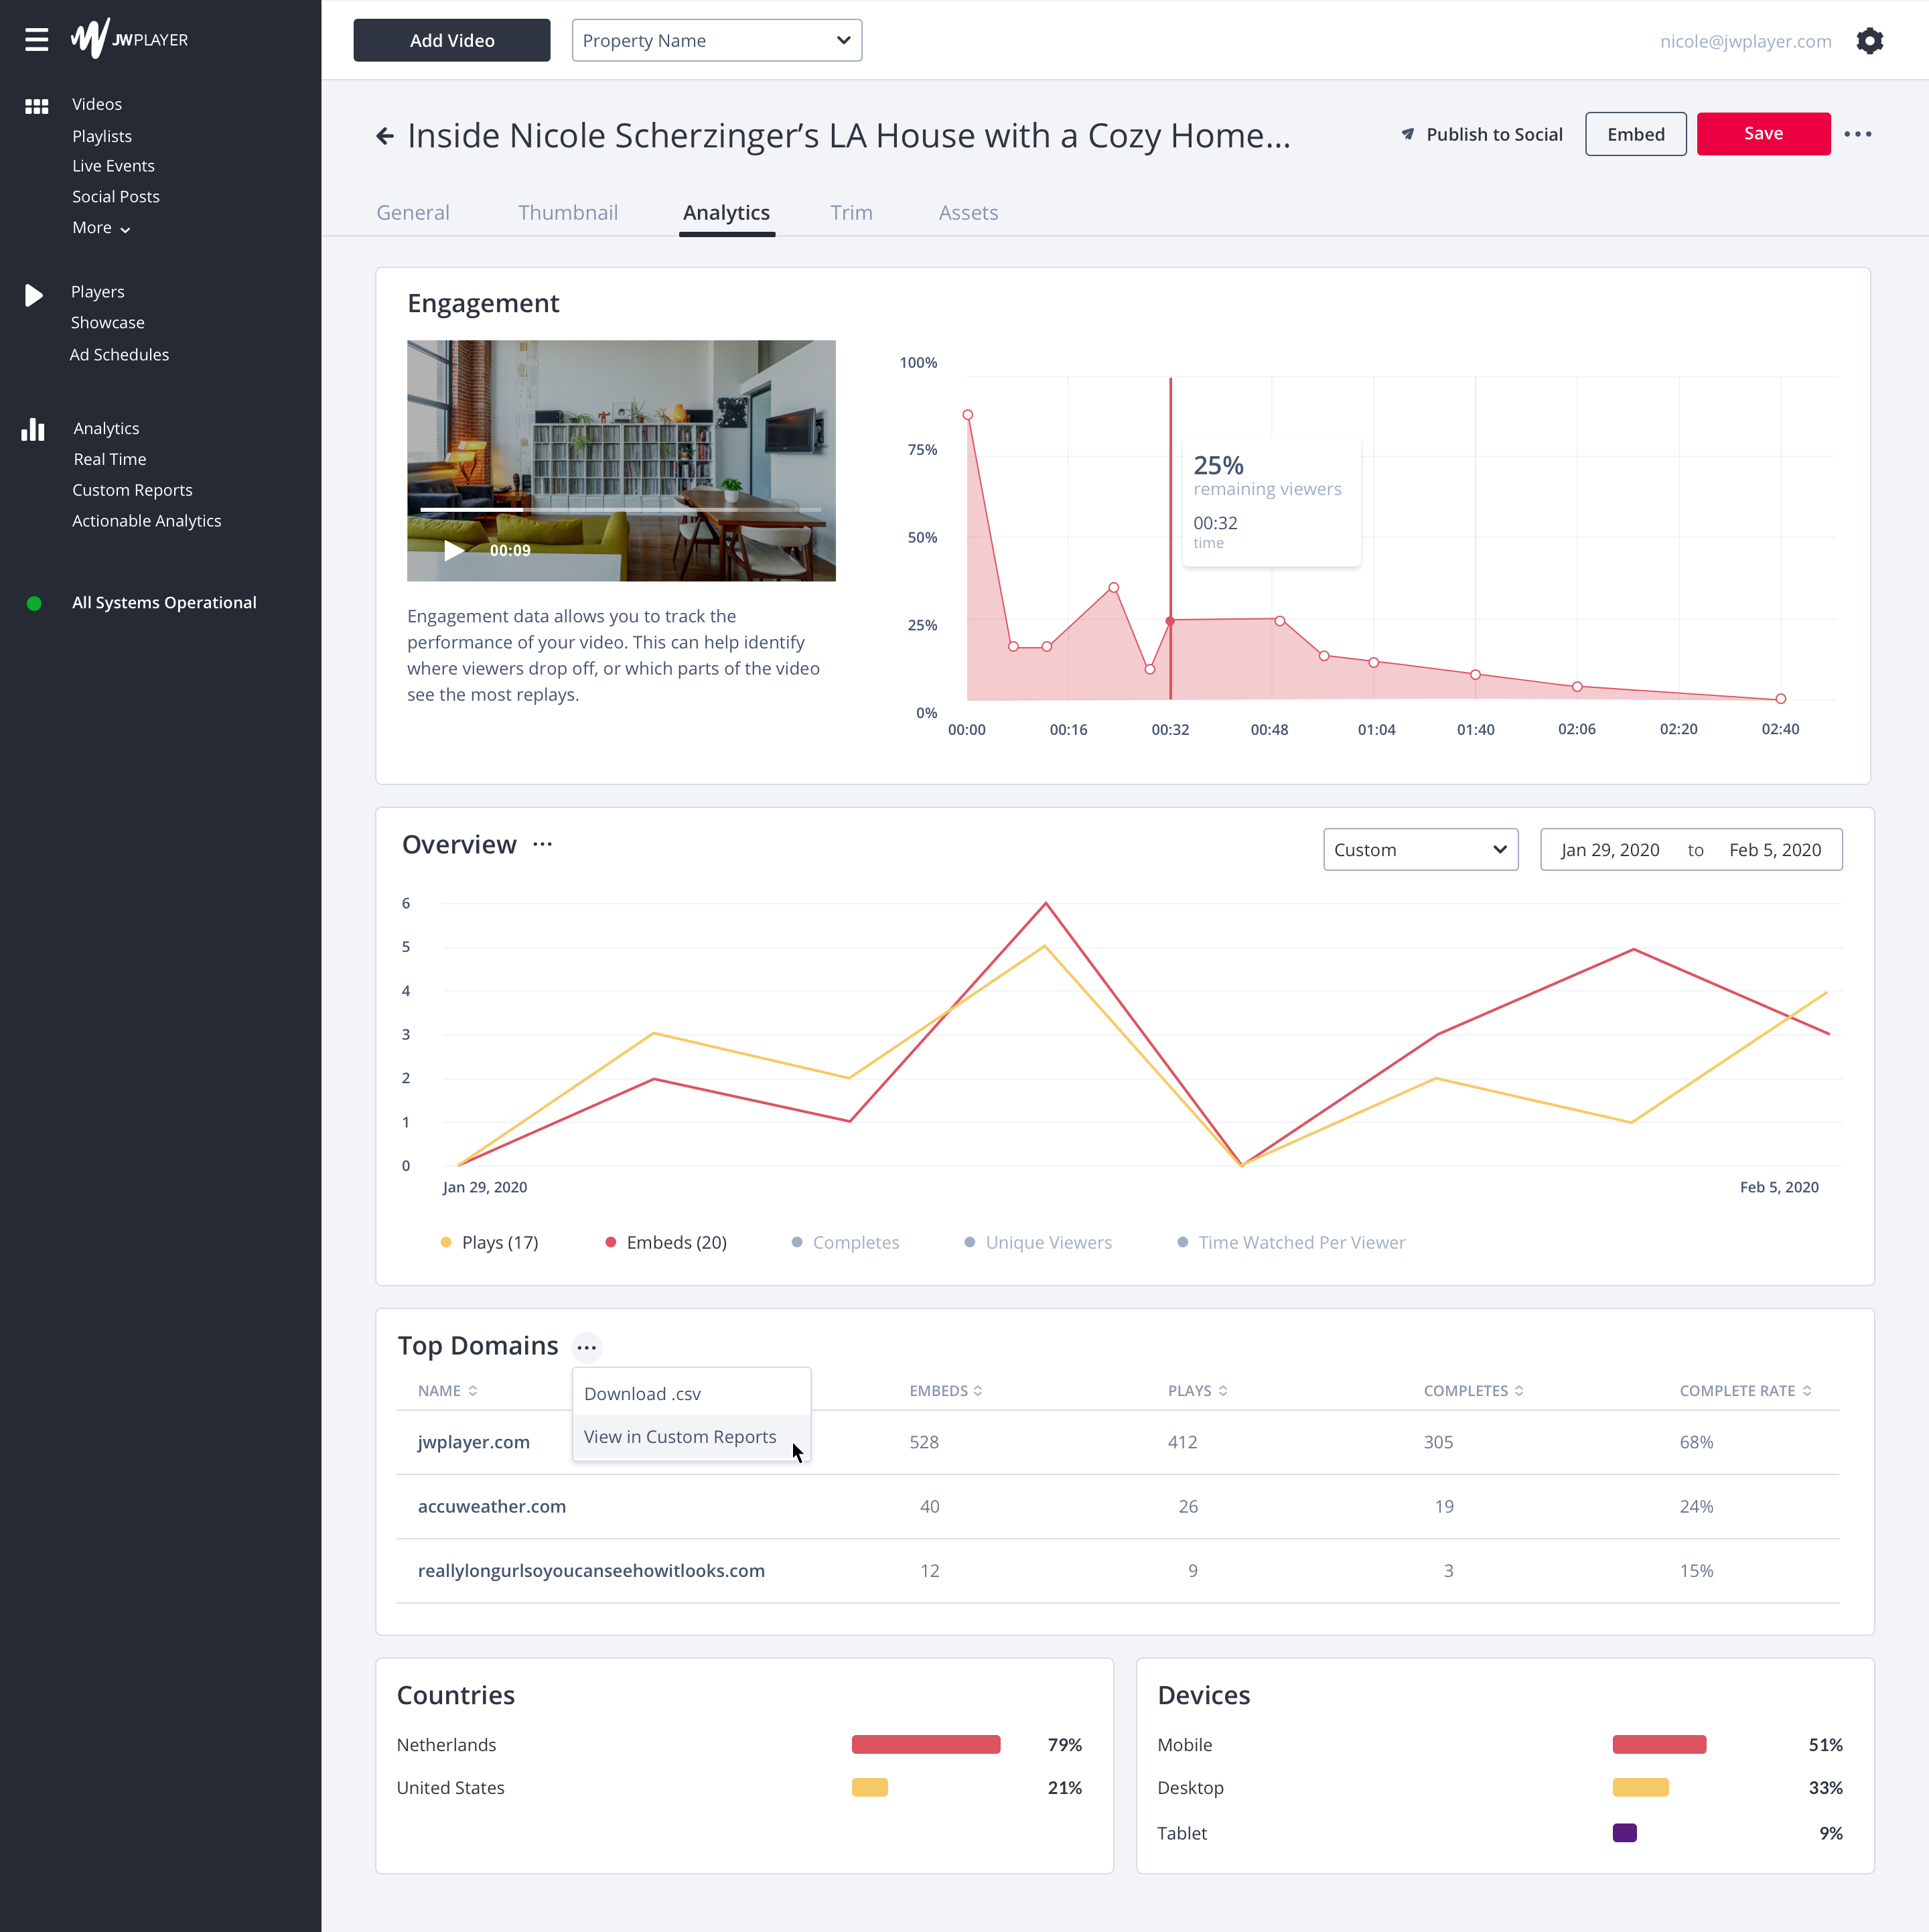 JWPLAYER
Add Video
Property Name
nicole@jwplayer.com
Videos
Playlists
Live Events
Social Posts
More
Players
Showcase
Ad Schedules
Analytics
Real Time
Custom Reports
Actionable Analytics
All Systems Operational
Inside Nicole Scherzinger’s LA House with a Cozy Home...
Publish to Social
Embed
Save
General
Thumbnail
Analytics
Trim
Assets
Engagement
00:09
Engagement data allows you to track the
performance of your video. This can help identify
where viewers drop off, or which parts of the video
see the most replays.
100%
75%
50%
25%
0%
25%
remaining viewers
00:32
time
00:00
00:16
00:32
00:48
01:04
01:40
02:06
02:20
02:40
Overview
Custom
Jan 29, 2020 to Feb 5, 2020
6
5
4
3
2
1
0
Jan 29, 2020
Feb 5, 2020
Plays (17)
Embeds (20)
Completes
Unique Viewers
Time Watched Per Viewer
Top Domains
Download .csv
View in Custom Reports
NAME EMBEDS PLAYS COMPLETES COMPLETE RATE
jwplayer.com 528 412 305 68%
accuweather.com 40 26 19 24%
reallylongurlsoyoucanseehowitlooks.com 12 9 3 15%
Countries
Netherlands 79%
United States 21%
Devices
Mobile 51%
Desktop 33%
Tablet 9%